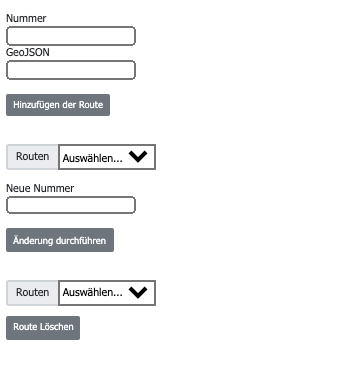 Nummer
GeoJSON
Hinzufügen der Route
Routen Auswählen...
Neue Nummer
Änderung durchführen
Routen Auswählen...
Route Löschen